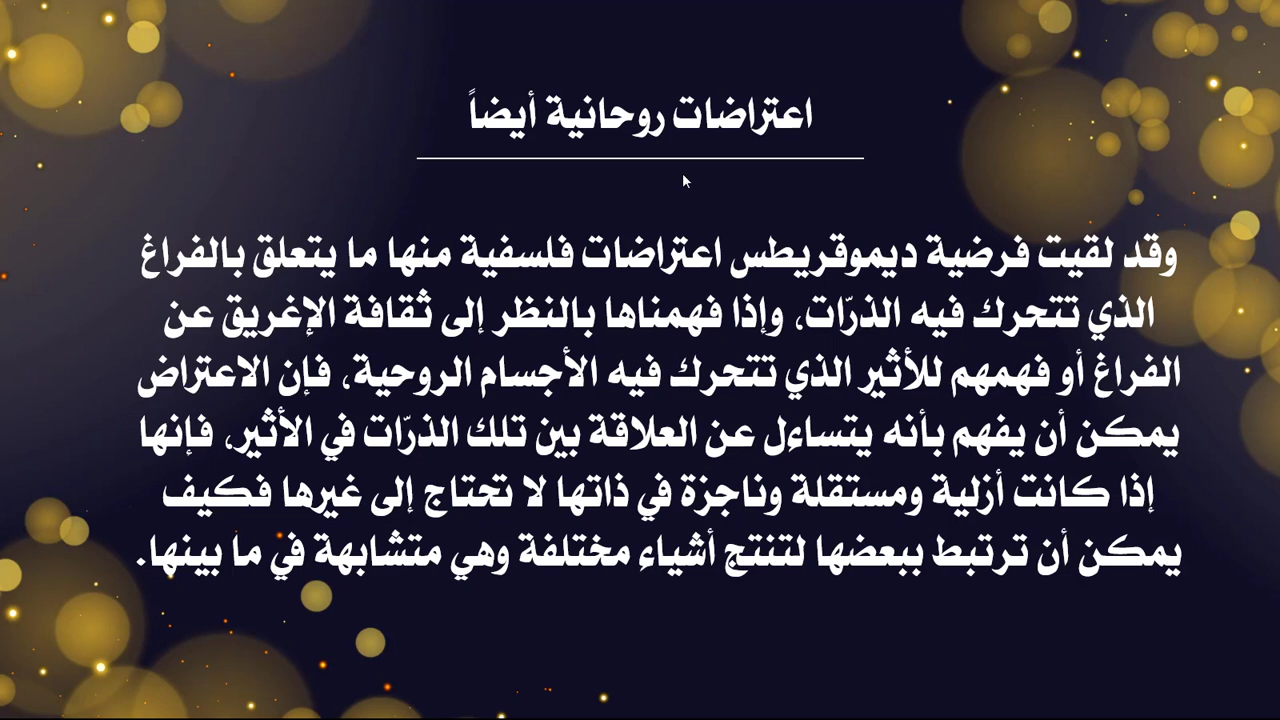 اعتراضات روحانية أيضاً
وقد لقيت فرضية ديموقريطس اعتراضات فلسفية منها ما يتعلق بالفراغ
الذي تتحرك فيه الذرّات، وإذا فهمناها بالنظر إلى ثقافة الإغريق عن
الفراغ أو فهمهم للأثير الذي تتحرك فيه الأجسام الروحية، فإن الاعتراض
يمكن أن يفهم بأنه يتساءل عن العلاقة بين تلك الذرّات في الأثير، فإنها
إذا كانت أزلية ومستقلة وناجزة في ذاتها لا تحتاج إلى غيرها فكيف
يمكن أن ترتبط ببعضها لتنتج أشياء مختلفة وهي متشابهة في ما بينها.